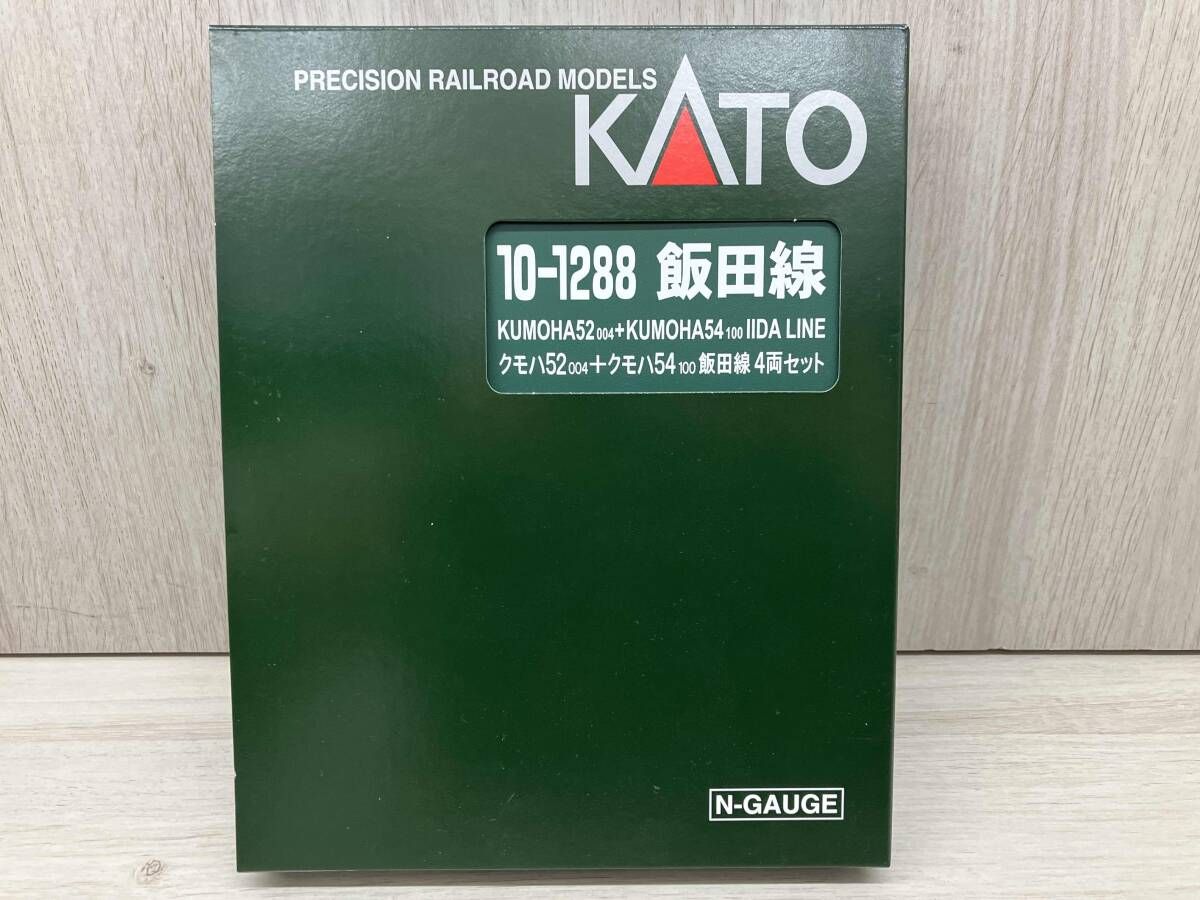 PRECISION RAILROAD MODELS
KATO
10-1288 飯田線
KUMOHA52 004+KUMOHA54 100 IIDA LINE
クモハ52 004+クモハ54 100 飯田線 4両セット
N-GAUGE